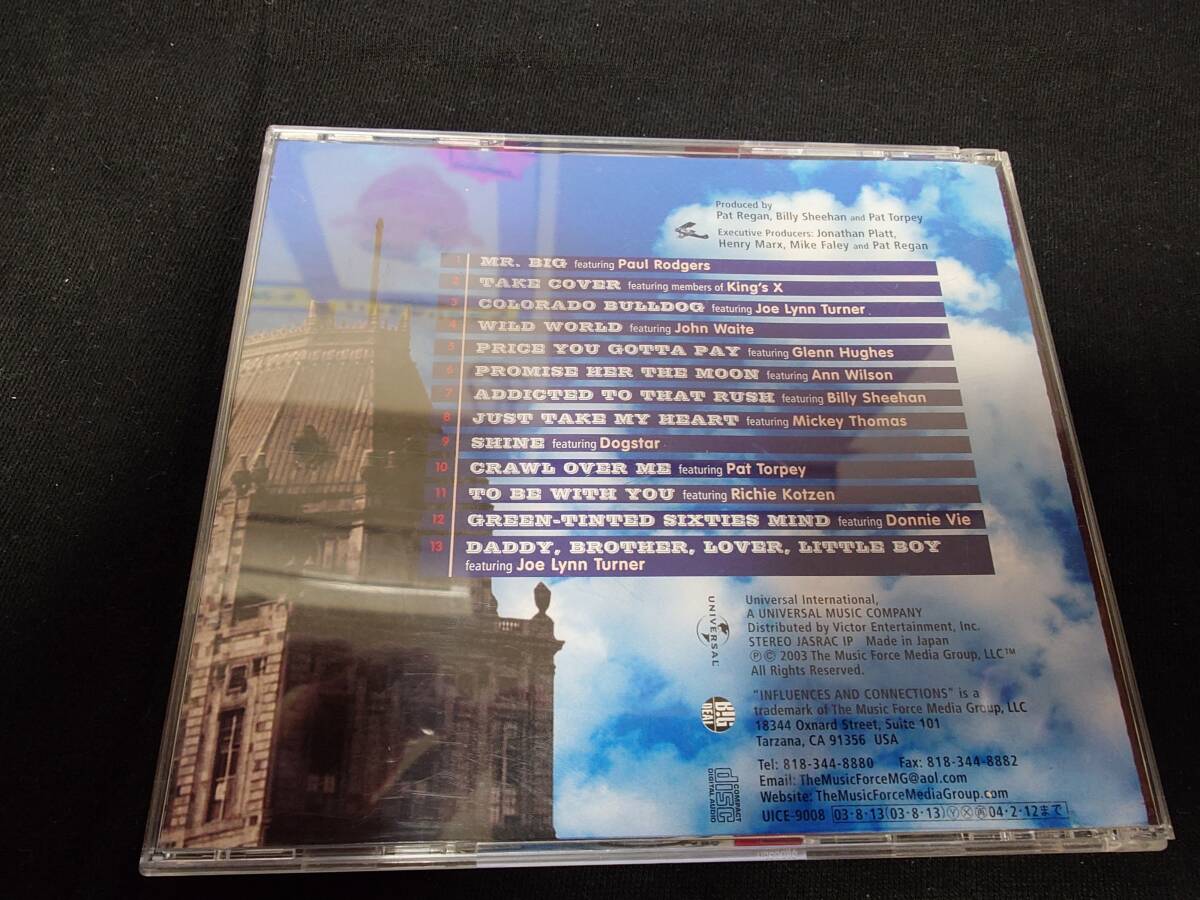 Produced by
Pat Regan, Billy Sheehan and Pat Torpey
Executive Producers: Jonathan Platt,
Henry Marx, Mike Faley and Pat Regan
1 MR. BIG featuring Paul Rodgers
2 TAKE COVER featuring members of King's X
3 COLORADO BULLDOG featuring Joe Lynn Turner
4 WILD WORLD featuring John Waite
5 PRICE YOU GOTTA PAY featuring Glenn Hughes
6 PROMISE HER THE MOON featuring Ann Wilson
7 ADDICTED TO THAT RUSH featuring Billy Sheehan
8 JUST TAKE MY HEART featuring Mickey Thomas
9 SHINE featuring Dogstar
10 CRAWL OVER ME featuring Pat Torpey
11 TO BE WITH YOU featuring Richie Kotzen
12 GREEN-TINTED SIXTIES MIND featuring Donnie Vie
13 DADDY, BROTHER, LOVER, LITTLE BOY
featuring Joe Lynn Turner
UNIVERSAL
Universal International,
A UNIVERSAL MUSIC COMPANY
Distributed by Victor Entertainment, Inc.
STEREO JASRAC IP Made in Japan
℗© 2003 The Music Force Media Group, LLC™
All Rights Reserved.
BIG DEAL
"INFLUENCES AND CONNECTIONS" is a
trademark of The Music Force Media Group, LLC
18344 Oxnard Street, Suite 101
Tarzana, CA 91356 USA
Tel: 818-344-8880 Fax: 818-344-8882
Email: TheMusicForceMG@aol.com
Website: TheMusicForceMediaGroup.com
COMPACT
disc
DIGITAL AUDIO
UICE-9008 03・8・13(03・8・13)Ⓨ Ⓧ ㊢04・2・12まで